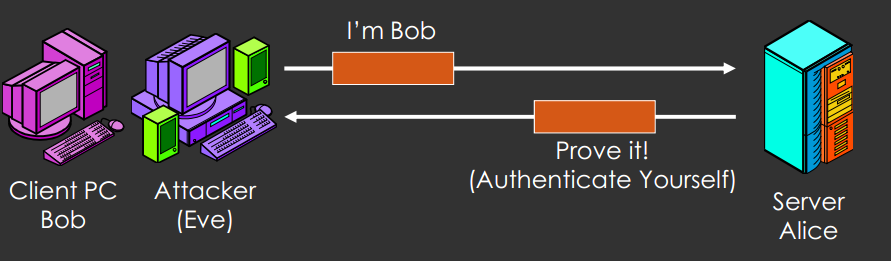 I’m Bob
Prove it!
(Authenticate Yourself)
Client PC
Bob
Attacker
(Eve)
Server
Alice